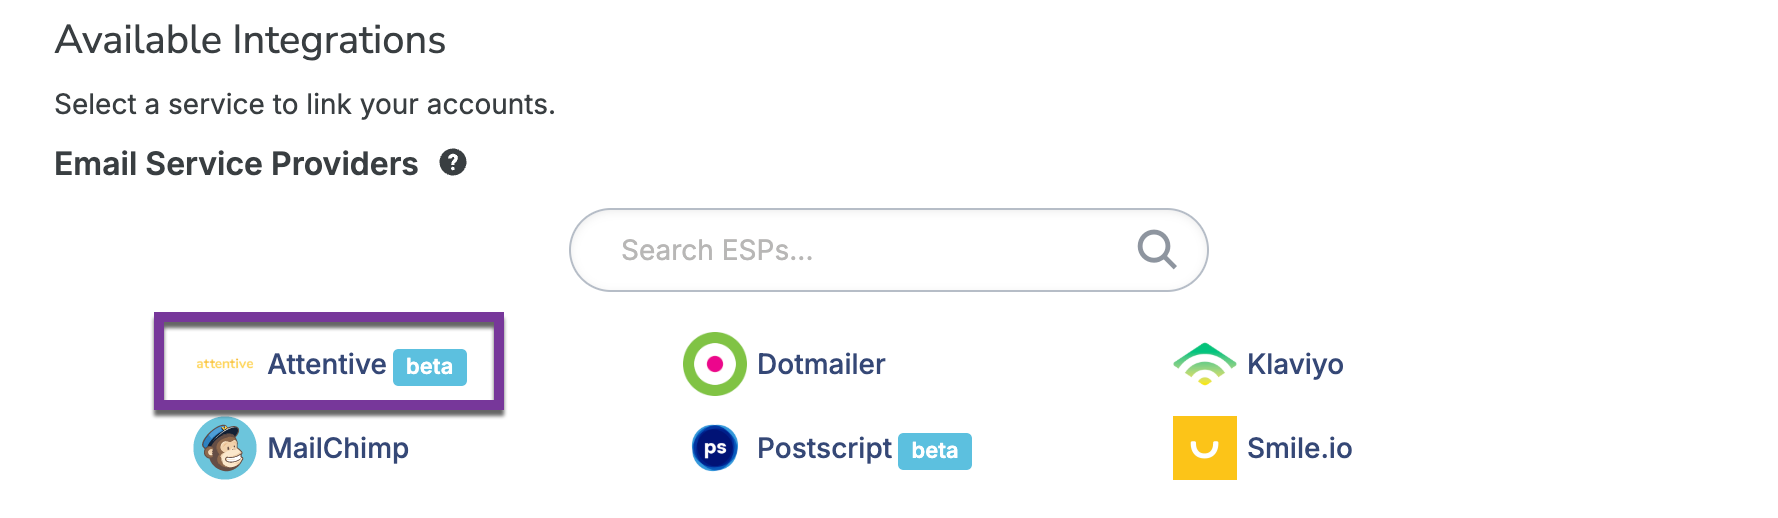 Available Integrations
Select a service to link your accounts.
Email Service Providers ?
Search ESPs...
attentive Attentive beta
Dotmailer
Klaviyo
MailChimp
ps Postscript beta
Smile.io